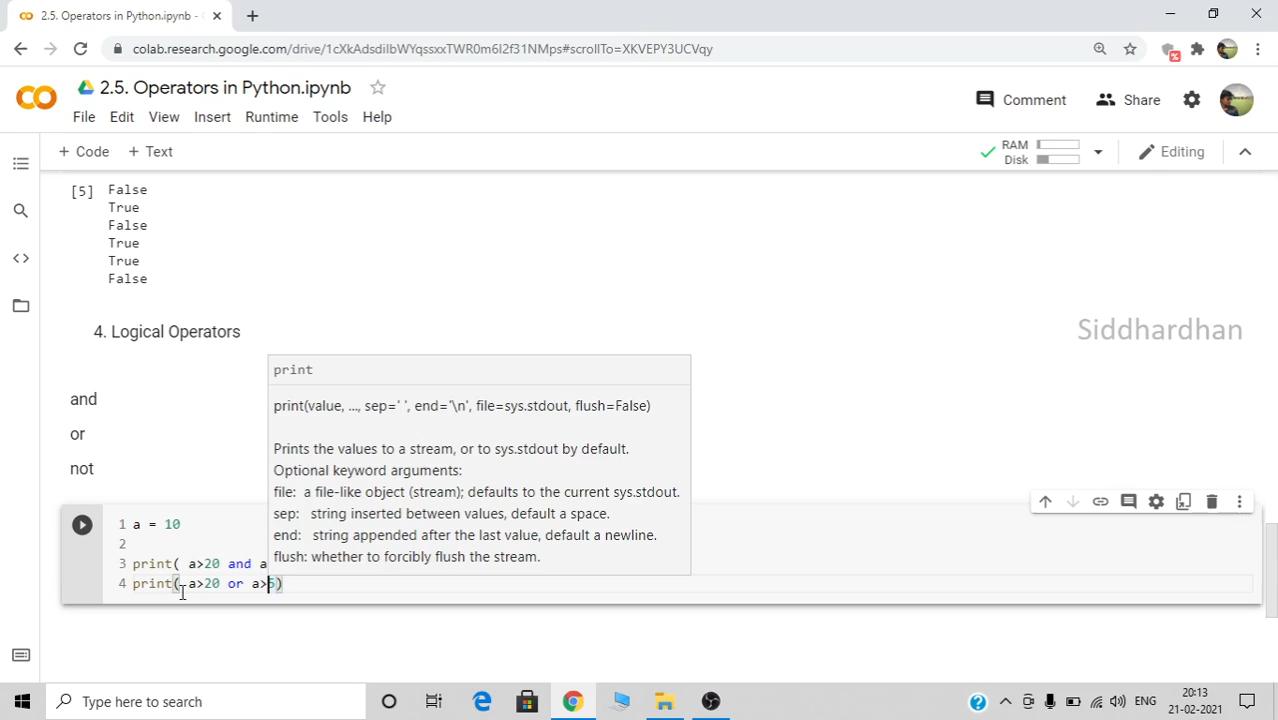 2.5. Operators in Python.ipynb -
colab.research.google.com/drive/1cXkAdsdiIbWYqssxxTWR0m6I2f31NMps#scrollTo=XKVEPY3UCVqy
2.5. Operators in Python.ipynb
Comment
Share
File Edit View Insert Runtime Tools Help
+ Code + Text
RAM
Disk
Editing
[5] False
True
False
True
True
False
4. Logical Operators
Siddhardhan
print
and
print(value, ..., sep=' ', end='\n', file=sys.stdout, flush=False)
or
Prints the values to a stream, or to sys.stdout by default.
not
Optional keyword arguments:
file: a file-like object (stream); defaults to the current sys.stdout.
sep: string inserted between values, default a space.
end: string appended after the last value, default a newline.
flush: whether to forcibly flush the stream.
1 a = 10
2
3 print( a>20 and a
4 print( a>20 or a>5)
Type here to search
ENG
20:13
21-02-2021